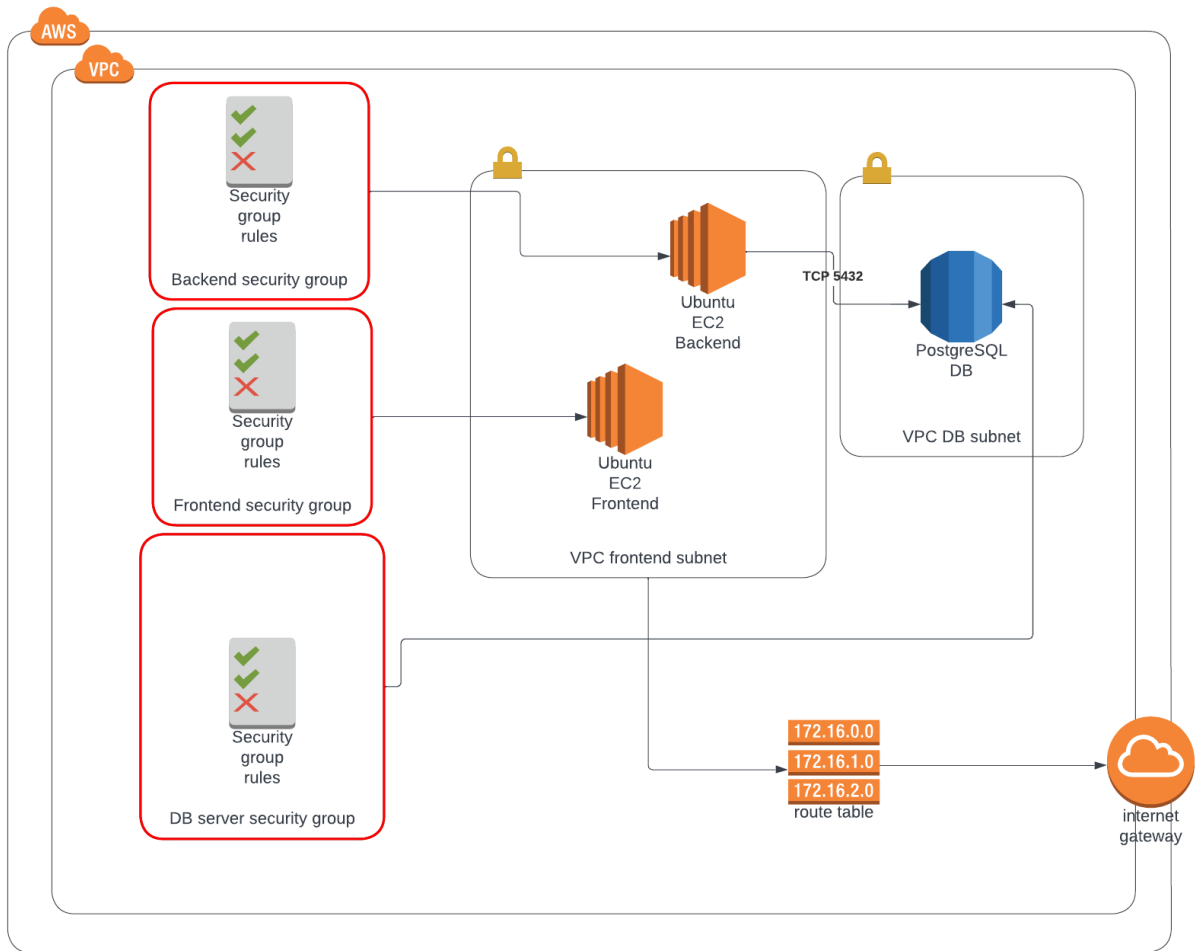 AWS
VPC
Security
group
rules
Backend security group
Security
group
rules
Frontend security group
Security
group
rules
DB server security group
Ubuntu
EC2
Backend
Ubuntu
EC2
Frontend
VPC frontend subnet
TCP 5432
PostgreSQL
DB
VPC DB subnet
172.16.0.0
172.16.1.0
172.16.2.0
route table
internet
gateway